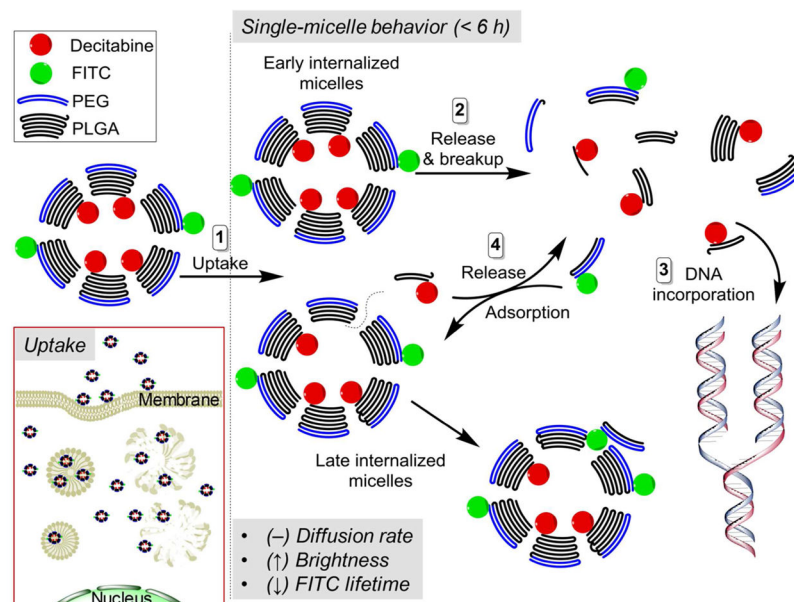 Single-micelle behavior (< 6 h)
Decitabine
FITC
PEG
PLGA
Early internalized
micelles
2
Release
& breakup
1
Uptake
4
Release
Adsorption
3
DNA
incorporation
Uptake
Membrane
Nucleus
Late internalized
micelles
• (–) Diffusion rate
• (↑) Brightness
• (↓) FITC lifetime